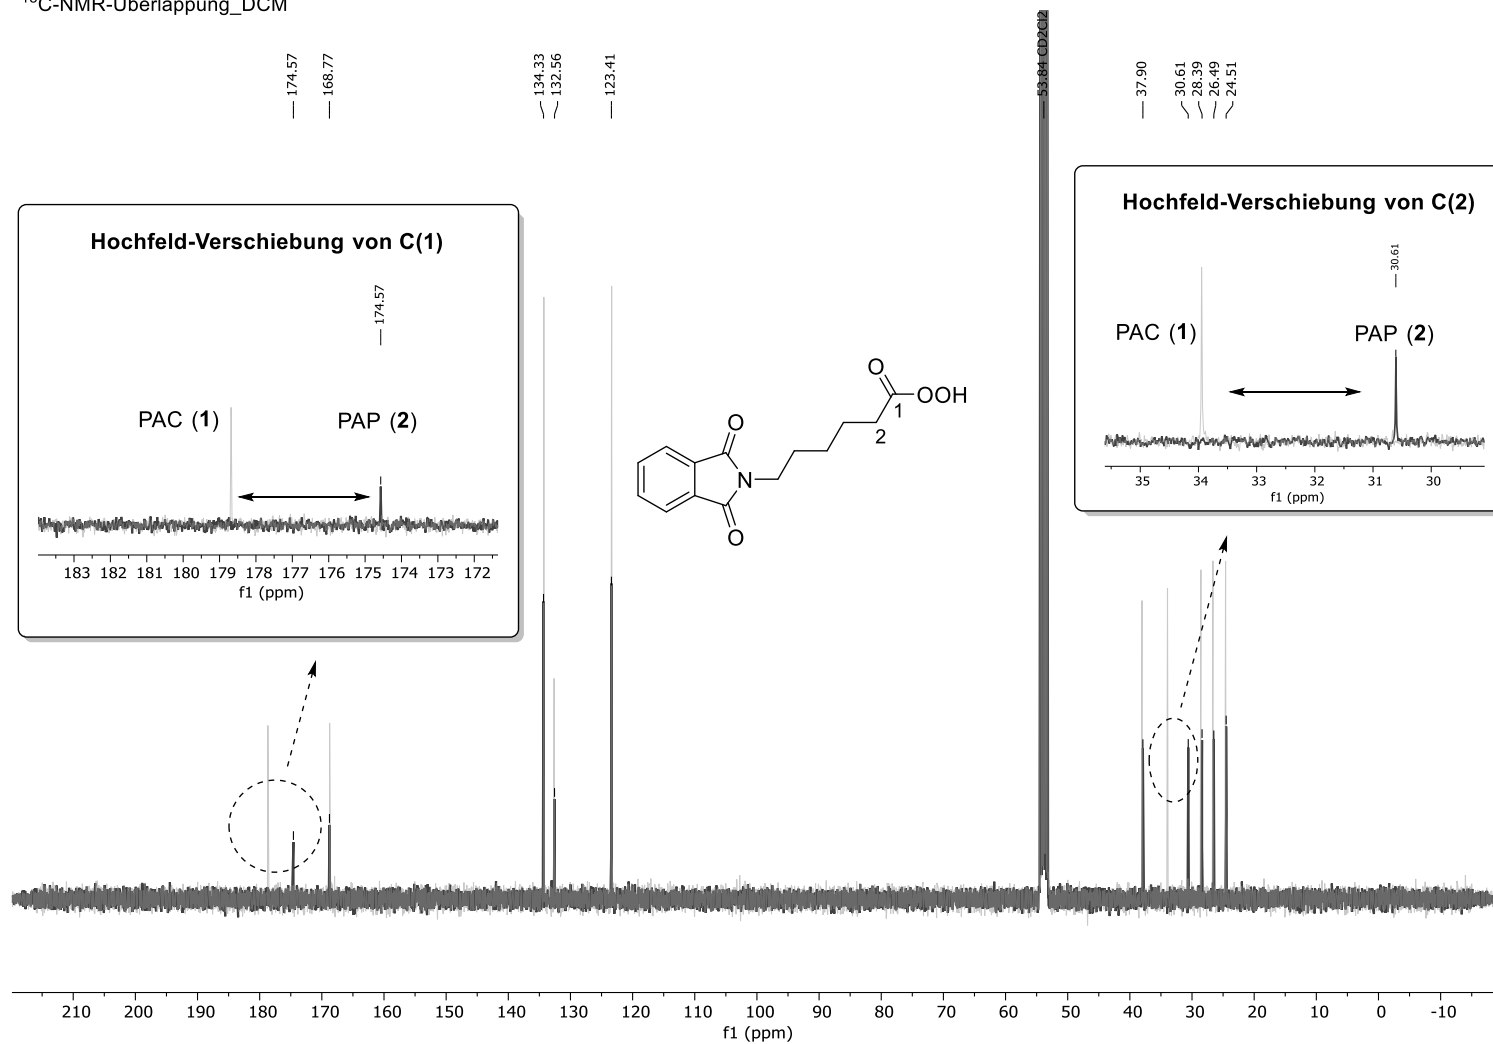 ¹³C-NMR-Überlappung_DCM
174.57
168.77
134.33
132.56
123.41
53.84 CD2Cl2
37.90
30.61
28.39
26.49
24.51
Hochfeld-Verschiebung von C(1)
174.57
PAC (1)
PAP (2)
183 182 181 180 179 178 177 176 175 174 173 172
f1 (ppm)
Hochfeld-Verschiebung von C(2)
30.61
PAC (1)
PAP (2)
35 34 33 32 31 30
f1 (ppm)
O
OOH
1
2
O
N
O
210 200 190 180 170 160 150 140 130 120 110 100 90 80 70 60 50 40 30 20 10 0 -10
f1 (ppm)